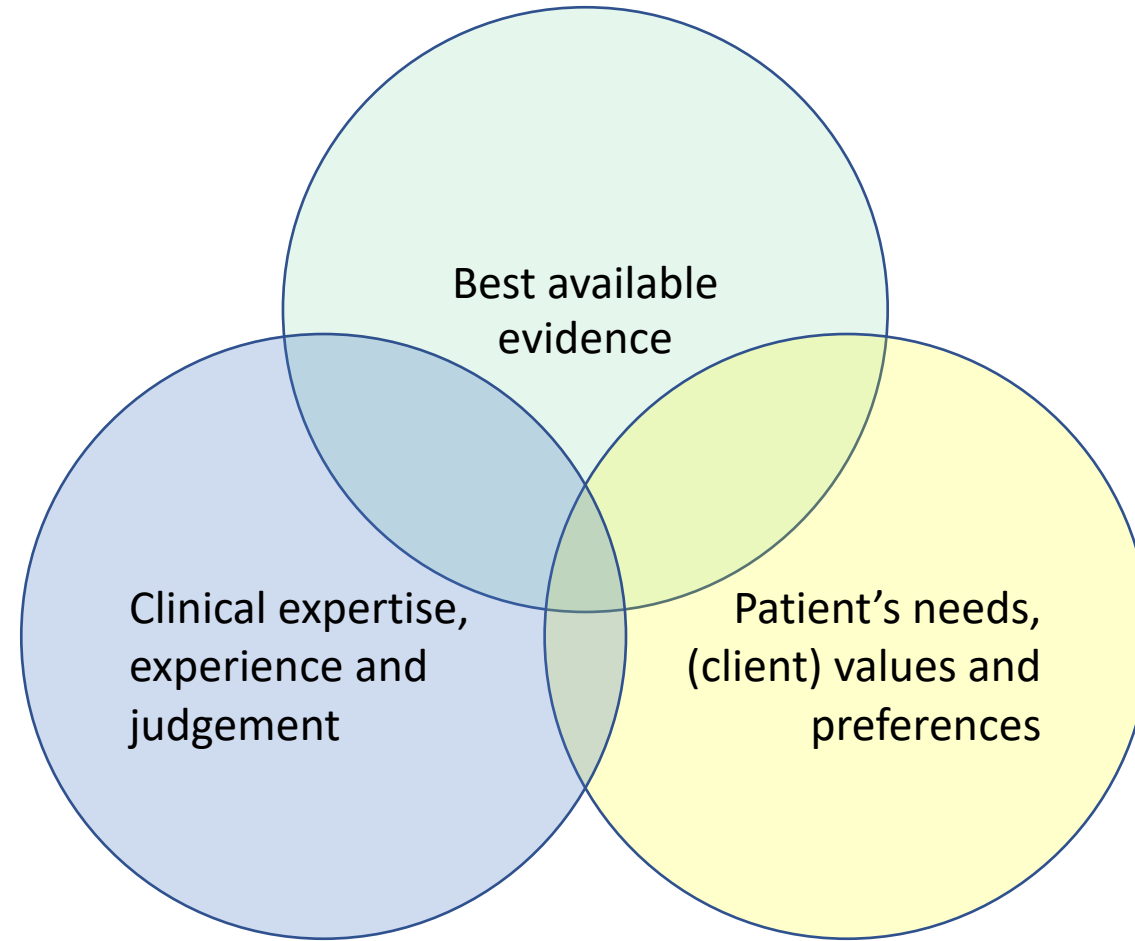 Best available
evidence
Clinical expertise,
experience and
judgement
Patient’s needs,
(client) values and
preferences